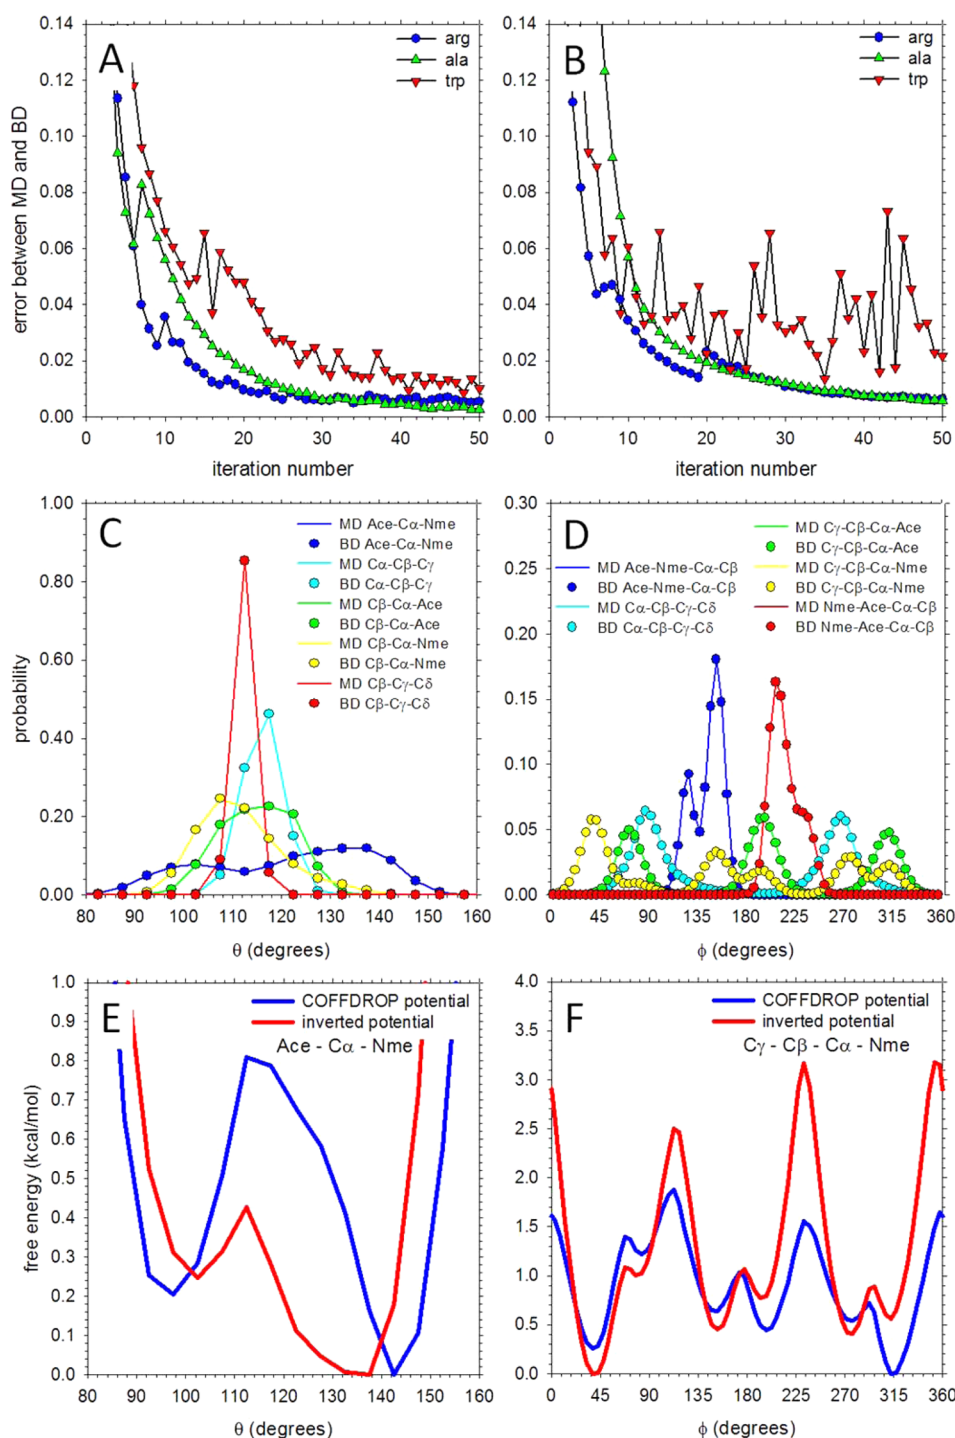 A
arg
ala
trp
error between MD and BD
0.14
0.12
0.10
0.08
0.06
0.04
0.02
0.00
0 10 20 30 40 50
iteration number
B
arg
ala
trp
0.14
0.12
0.10
0.08
0.06
0.04
0.02
0.00
0 10 20 30 40 50
iteration number
C
MD Ace-Cα-Nme
BD Ace-Cα-Nme
MD Cα-Cβ-Cγ
BD Cα-Cβ-Cγ
MD Cβ-Cα-Ace
BD Cβ-Cα-Ace
MD Cβ-Cα-Nme
BD Cβ-Cα-Nme
MD Cβ-Cγ-Cδ
BD Cβ-Cγ-Cδ
probability
1.00
0.80
0.60
0.40
0.20
0.00
80 100 120 140 160
θ (degrees)
D
MD Ace-Nme-Cα-Cβ
BD Ace-Nme-Cα-Cβ
MD Cα-Cβ-Cγ-Cδ
BD Cα-Cβ-Cγ-Cδ
MD Cγ-Cβ-Cα-Ace
BD Cγ-Cβ-Cα-Ace
MD Cγ-Cβ-Cα-Nme
BD Cγ-Cβ-Cα-Nme
MD Nme-Ace-Cα-Cβ
BD Nme-Ace-Cα-Cβ
0.30
0.25
0.20
0.15
0.10
0.05
0.00
0 45 90 135 180 225 270 315 360
ϕ (degrees)
E
COFFDROP potential
inverted potential
Ace - Cα - Nme
free energy (kcal/mol)
1.0
0.9
0.8
0.7
0.6
0.5
0.4
0.3
0.2
0.1
0.0
80 100 120 140 160
θ (degrees)
F
COFFDROP potential
inverted potential
Cγ - Cβ - Cα - Nme
4.0
3.5
3.0
2.5
2.0
1.5
1.0
0.5
0.0
0 45 90 135 180 225 270 315 360
ϕ (degrees)